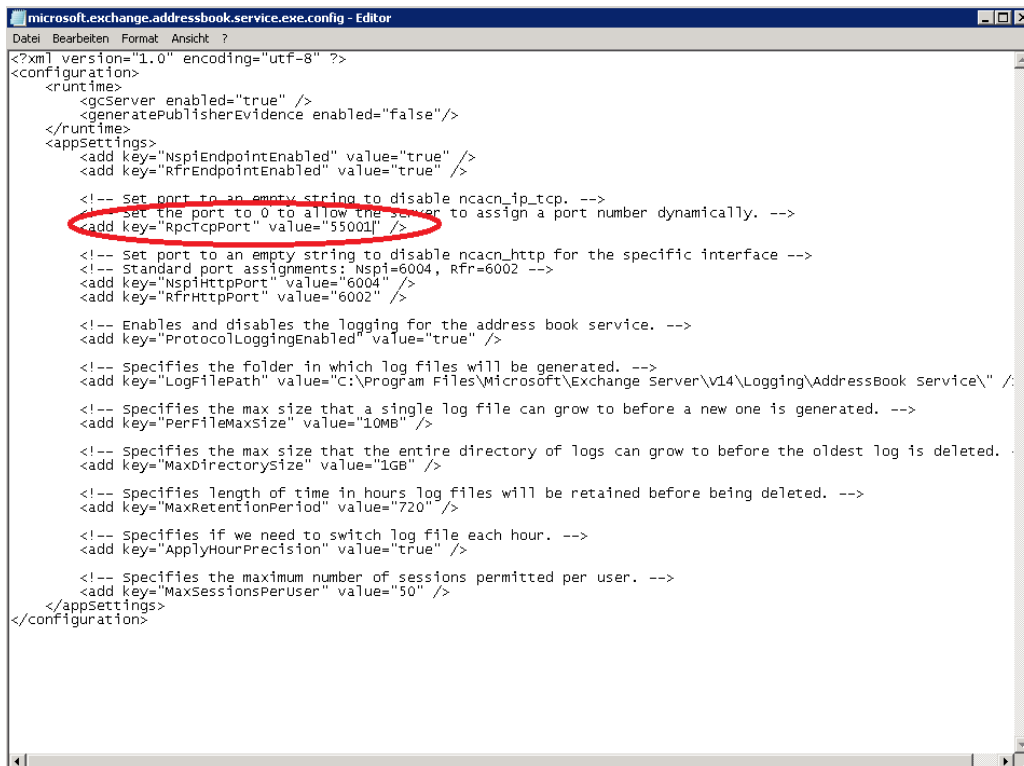 microsoft.exchange.addressbook.service.exe.config - Editor
Datei Bearbeiten Format Ansicht ?
<?xml version="1.0" encoding="utf-8" ?>
<configuration>
    <runtime>
        <gcServer enabled="true" />
        <generatePublisherEvidence enabled="false"/>
    </runtime>
    <appSettings>
        <add key="NspiEndpointEnabled" value="true" />
        <add key="RfrEndpointEnabled" value="true" />
        <!-- Set port to an empty string to disable ncacn_ip_tcp. -->
        <!-- Set the port to 0 to allow the server to assign a port number dynamically. -->
        <add key="RpcTcpPort" value="55001" />
        <!-- Set port to an empty string to disable ncacn_http for the specific interface -->
        <!-- Standard port assignments: Nspi=6004, Rfr=6002 -->
        <add key="NspiHttpPort" value="6004" />
        <add key="RfrHttpPort" value="6002" />
        <!-- Enables and disables the logging for the address book service. -->
        <add key="ProtocolLoggingEnabled" value="true" />
        <!-- Specifies the folder in which log files will be generated. -->
        <add key="LogFilePath" value="C:\Program Files\Microsoft\Exchange Server\V14\Logging\AddressBook Service\" /
        <!-- Specifies the max size that a single log file can grow to before a new one is generated. -->
        <add key="PerFileMaxSize" value="10MB" />
        <!-- Specifies the max size that the entire directory of logs can grow to before the oldest log is deleted.
        <add key="MaxDirectorySize" value="1GB" />
        <!-- Specifies length of time in hours log files will be retained before being deleted. -->
        <add key="MaxRetentionPeriod" value="720" />
        <!-- Specifies if we need to switch log file each hour. -->
        <add key="ApplyHourPrecision" value="true" />
        <!-- Specifies the maximum number of sessions permitted per user. -->
        <add key="MaxSessionsPerUser" value="50" />
    </appSettings>
</configuration>